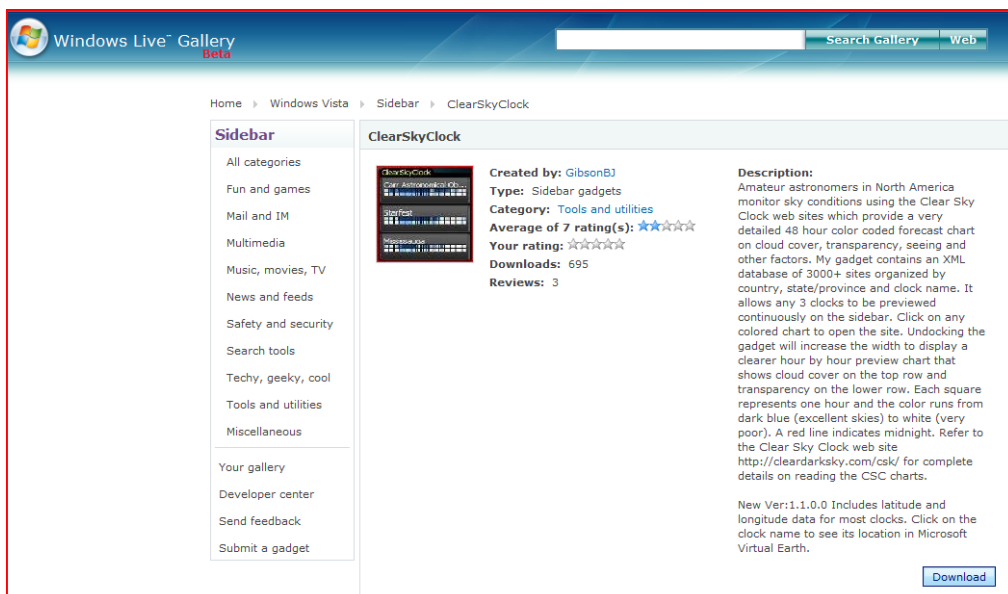 Windows Live™ Gallery
Beta
Search Gallery Web
Home Windows Vista Sidebar ClearSkyClock
Sidebar
All categories
Fun and games
Mail and IM
Multimedia
Music, movies, TV
News and feeds
Safety and security
Search tools
Techy, geeky, cool
Tools and utilities
Miscellaneous
Your gallery
Developer center
Send feedback
Submit a gadget
ClearSkyClock
ClearSkyClock
Carr Astronomical Ob...
Starfest
Mississauga
Created by: GibsonBJ
Type: Sidebar gadgets
Category: Tools and utilities
Average of 7 rating(s):
Your rating:
Downloads: 695
Reviews: 3
Description:
Amateur astronomers in North America
monitor sky conditions using the Clear Sky
Clock web sites which provide a very
detailed 48 hour color coded forecast chart
on cloud cover, transparency, seeing and
other factors. My gadget contains an XML
database of 3000+ sites organized by
country, state/province and clock name. It
allows any 3 clocks to be previewed
continuously on the sidebar. Click on any
colored chart to open the site. Undocking the
gadget will increase the width to display a
clearer hour by hour preview chart that
shows cloud cover on the top row and
transparency on the lower row. Each square
represents one hour and the color runs from
dark blue (excellent skies) to white (very
poor). A red line indicates midnight. Refer to
the Clear Sky Clock web site
http://cleardarksky.com/csk/ for complete
details on reading the CSC charts.
New Ver:1.1.0.0 Includes latitude and
longitude data for most clocks. Click on the
clock name to see its location in Microsoft
Virtual Earth.
Download